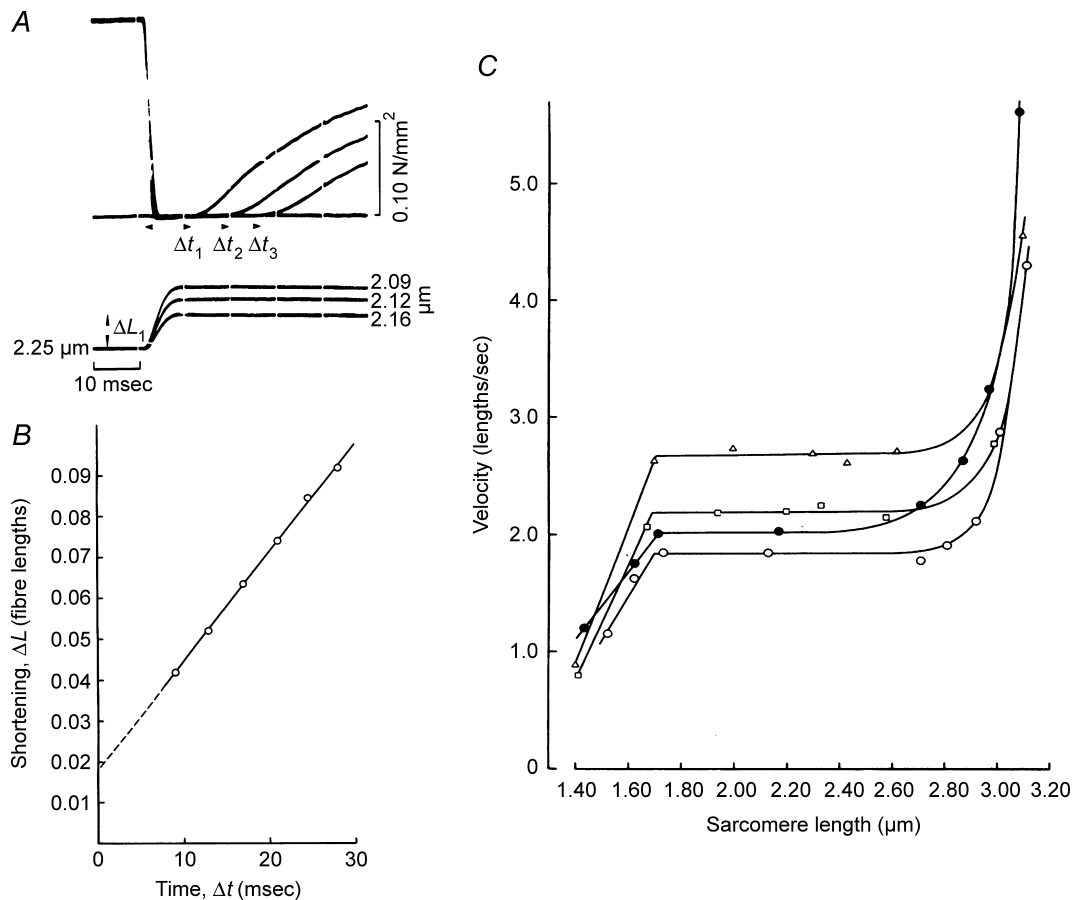 A
0.10 N/mm2
Δt1 Δt2 Δt3
2.09
2.12
2.16
µm
ΔL1
2.25 µm
10 msec
B
0.09
0.08
0.07
0.06
0.05
0.04
0.03
0.02
0.01
Shortening, ΔL (fibre lengths)
0 10 20 30
Time, Δt (msec)
C
5.0
4.0
3.0
2.0
1.0
0
Velocity (lengths/sec)
1.40 1.60 1.80 2.00 2.20 2.40 2.60 2.80 3.00 3.20
Sarcomere length (µm)